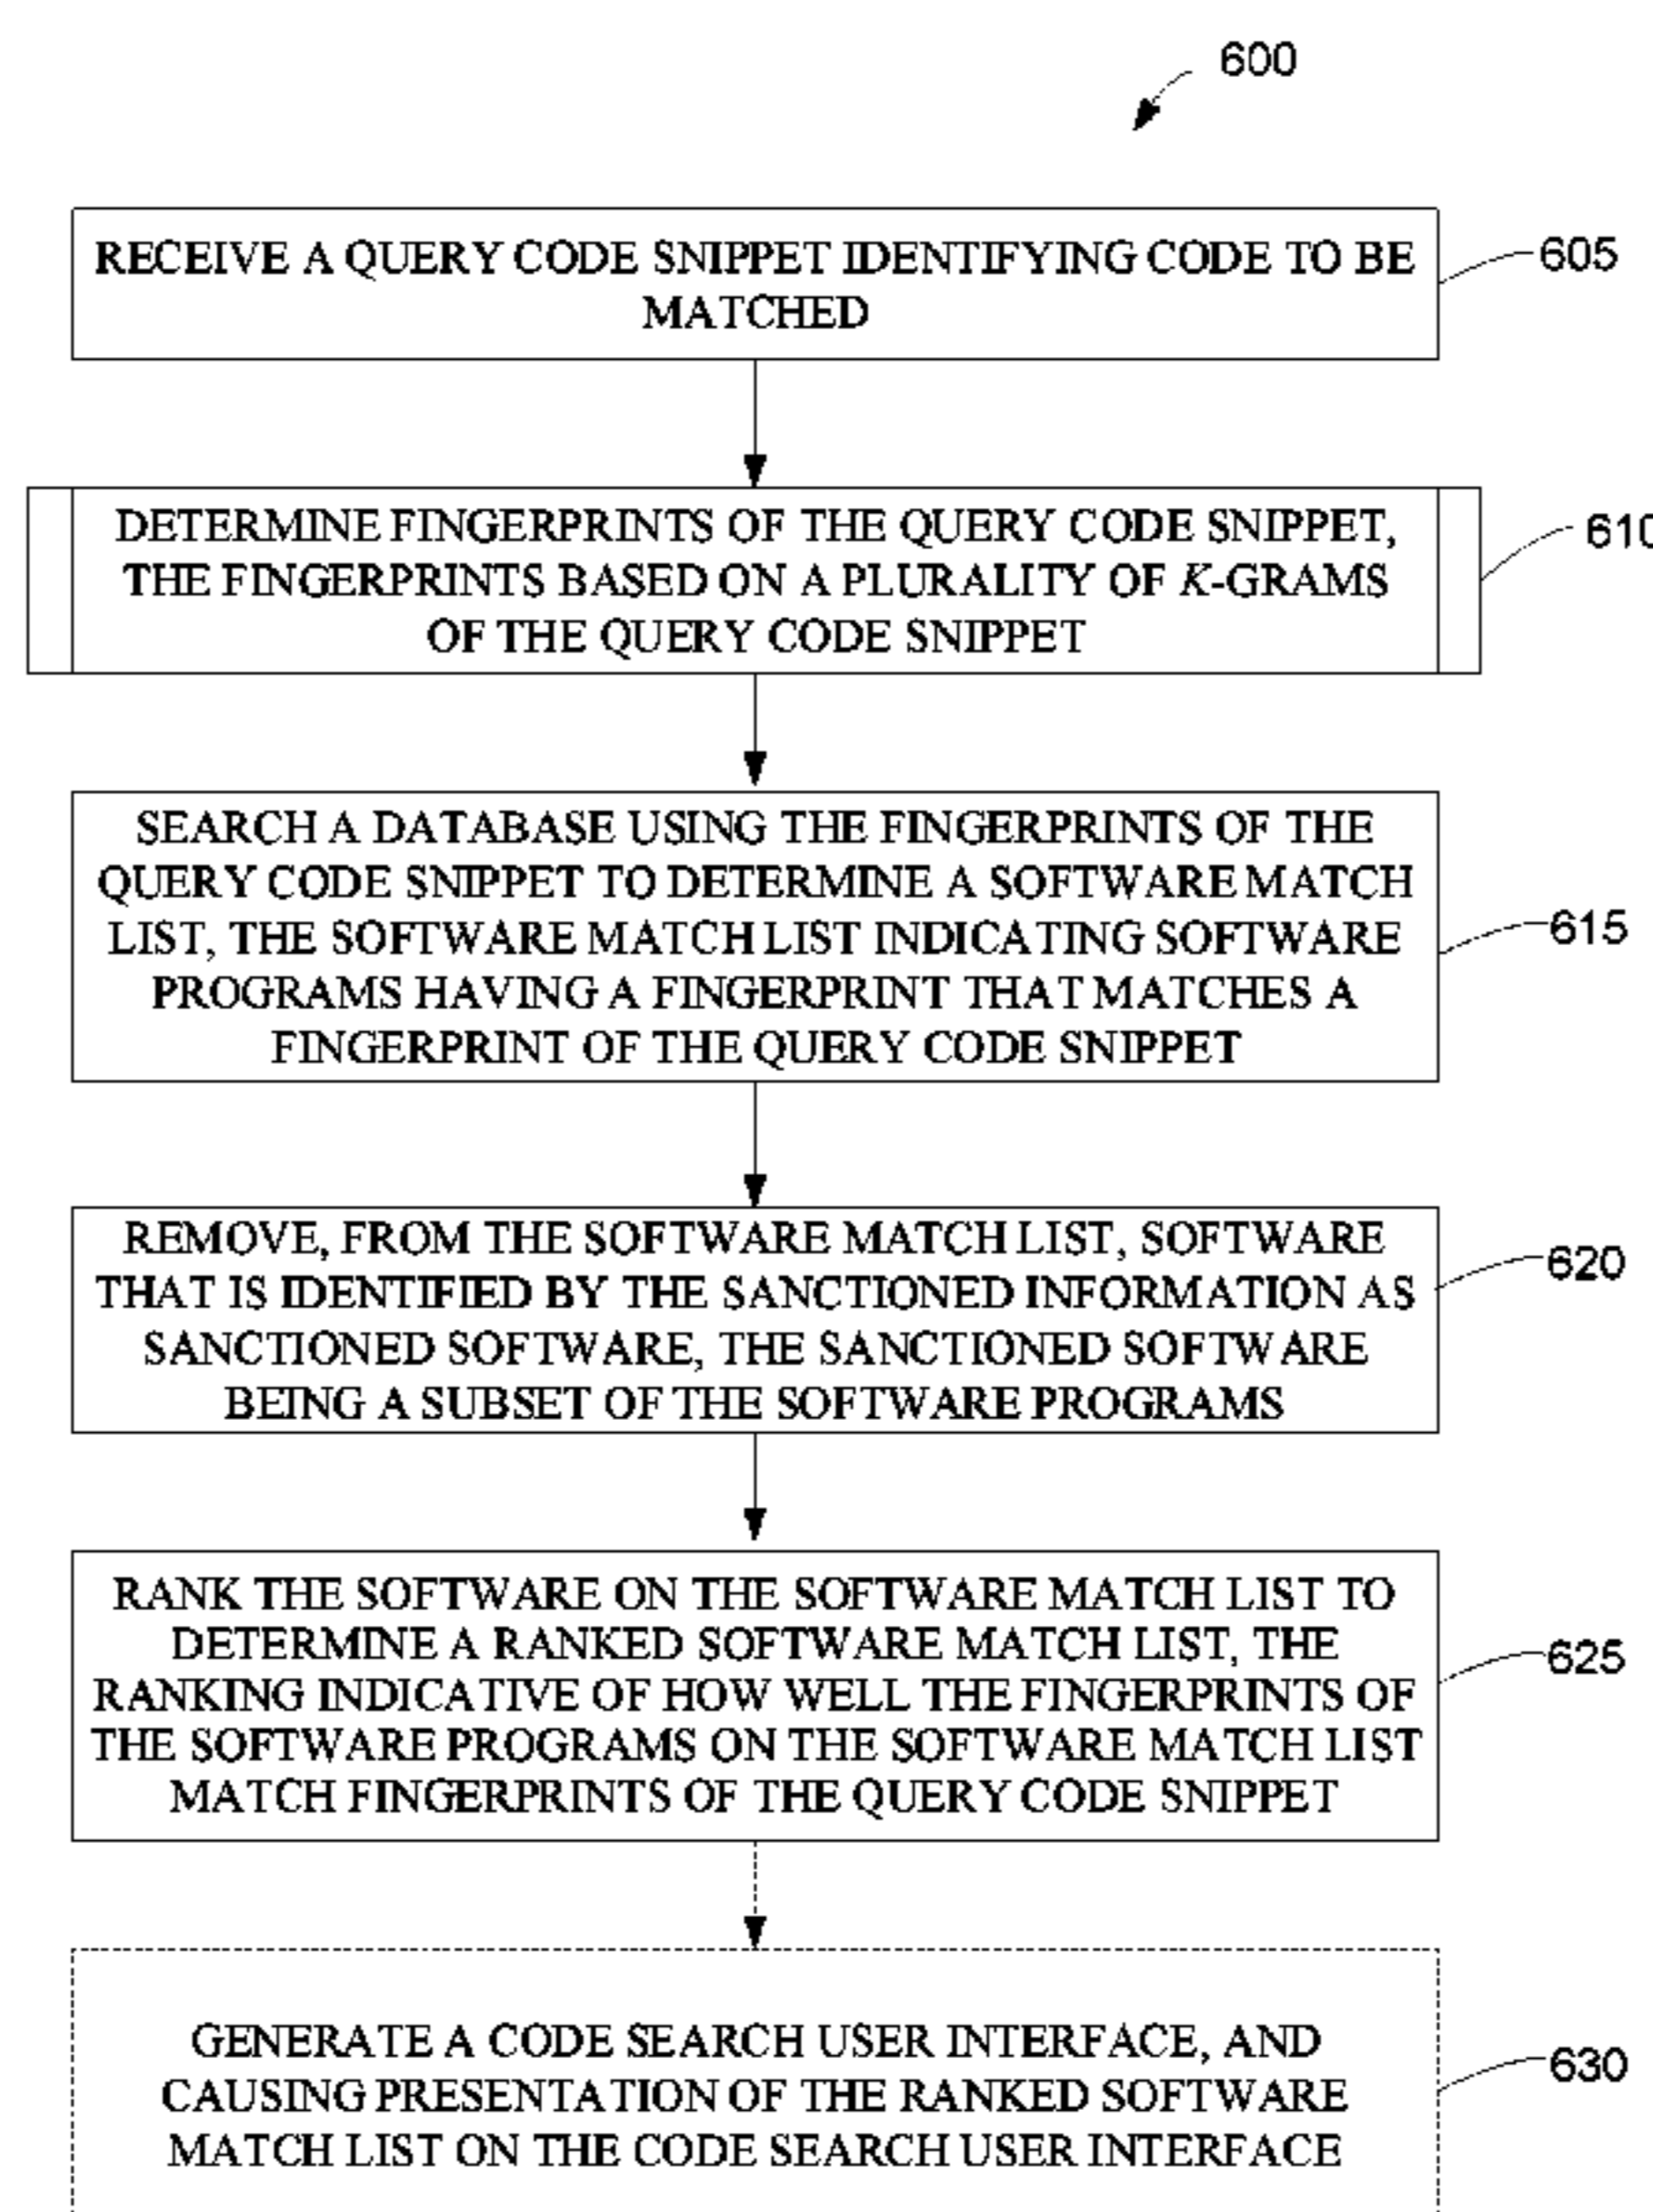 600
RECEIVE A QUERY CODE SNIPPET IDENTIFYING CODE TO BE
MATCHED
605
DETERMINE FINGERPRINTS OF THE QUERY CODE SNIPPET,
THE FINGERPRINTS BASED ON A PLURALITY OF K-GRAMS
OF THE QUERY CODE SNIPPET
610
SEARCH A DATABASE USING THE FINGERPRINTS OF THE
QUERY CODE SNIPPET TO DETERMINE A SOFTWARE MATCH
LIST, THE SOFTWARE MATCH LIST INDICATING SOFTWARE
PROGRAMS HAVING A FINGERPRINT THAT MATCHES A
FINGERPRINT OF THE QUERY CODE SNIPPET
615
REMOVE, FROM THE SOFTWARE MATCH LIST, SOFTWARE
THAT IS IDENTIFIED BY THE SANCTIONED INFORMATION AS
SANCTIONED SOFTWARE, THE SANCTIONED SOFTWARE
BEING A SUBSET OF THE SOFTWARE PROGRAMS
620
RANK THE SOFTWARE ON THE SOFTWARE MATCH LIST TO
DETERMINE A RANKED SOFTWARE MATCH LIST, THE
RANKING INDICATIVE OF HOW WELL THE FINGERPRINTS OF
THE SOFTWARE PROGRAMS ON THE SOFTWARE MATCH LIST
MATCH FINGERPRINTS OF THE QUERY CODE SNIPPET
625
GENERATE A CODE SEARCH USER INTERFACE, AND
CAUSING PRESENTATION OF THE RANKED SOFTWARE
MATCH LIST ON THE CODE SEARCH USER INTERFACE
630